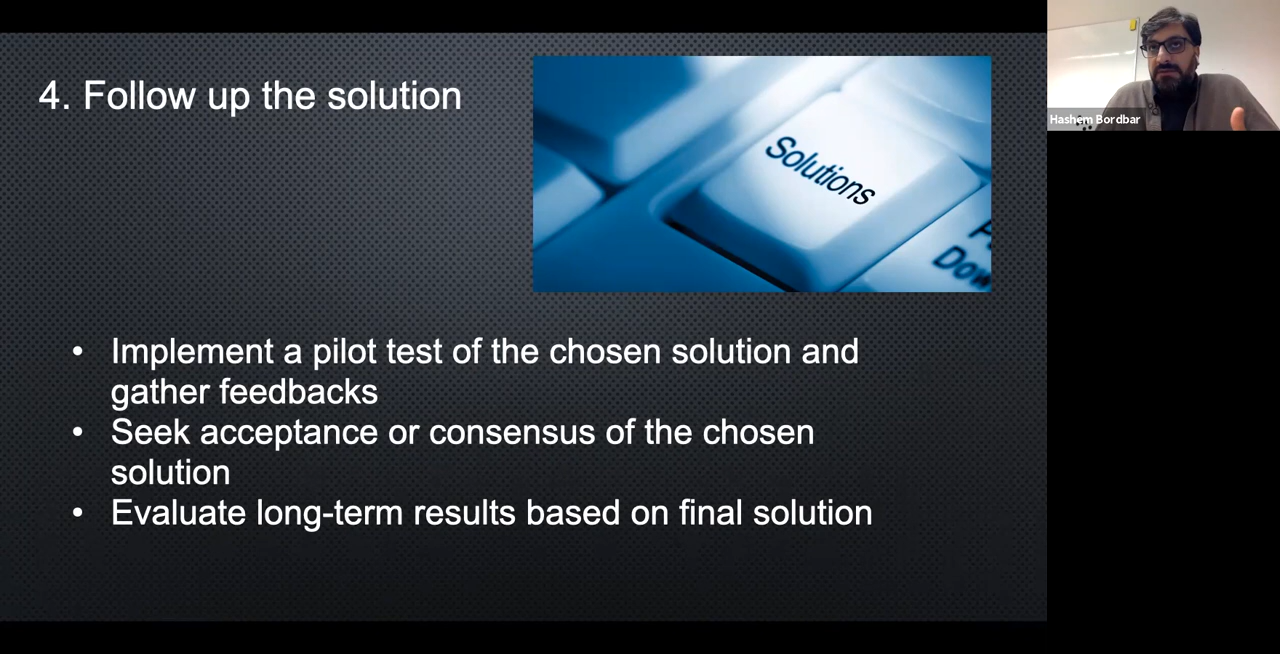 4. Follow up the solution
Solutions
Down
• Implement a pilot test of the chosen solution and
gather feedbacks
• Seek acceptance or consensus of the chosen
solution
• Evaluate long-term results based on final solution
Hashem Bordbar